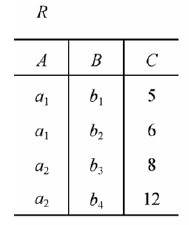 R
A B C
a₁ b₁ 5
a₁ b₂ 6
a₂ b₃ 8
a₂ b₄ 12